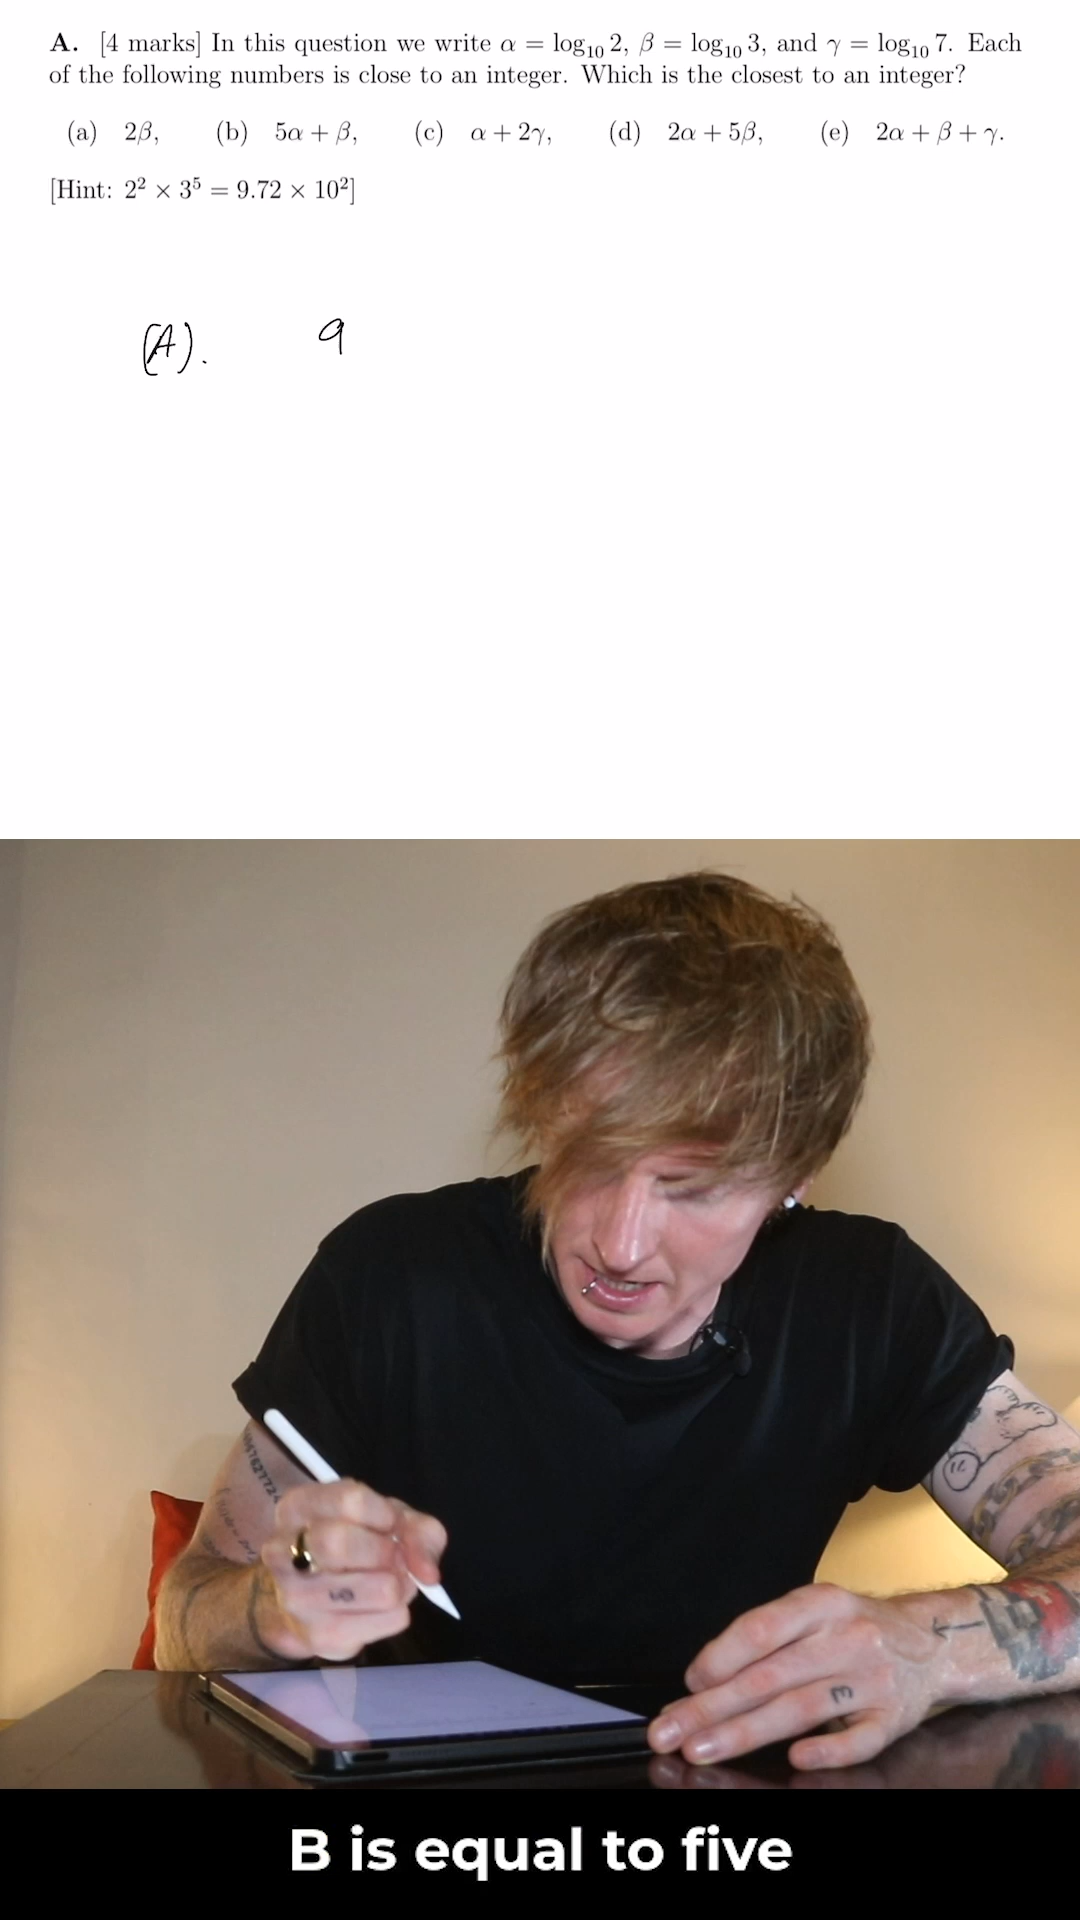 A. [4 marks] In this question we write α = log₁₀ 2, β = log₁₀ 3, and γ = log₁₀ 7. Each
of the following numbers is close to an integer. Which is the closest to an integer?
(a) 2β, (b) 5α + β, (c) α + 2γ, (d) 2α + 5β, (e) 2α + β + γ.
[Hint: 2² × 3⁵ = 9.72 × 10²]
(A). 9
B is equal to five